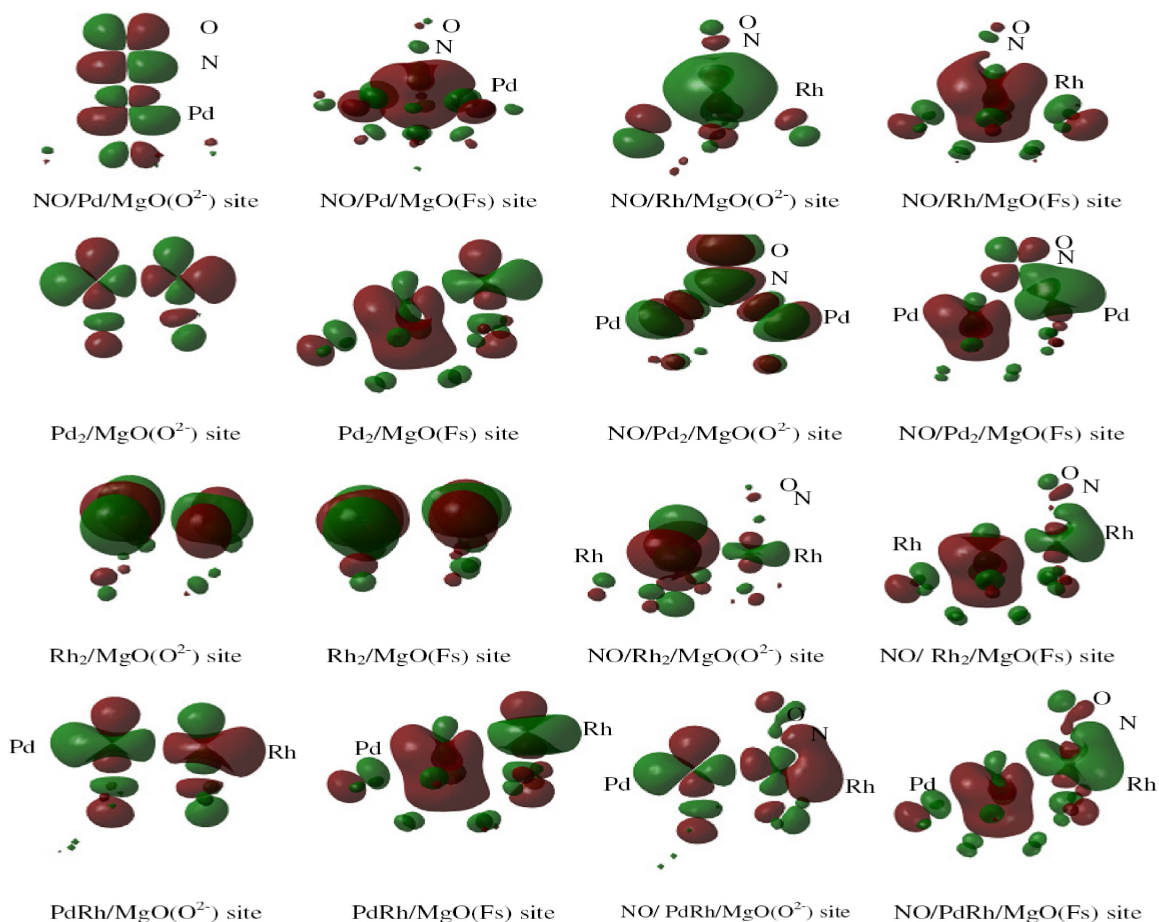 O O O O
N N N N
Pd Pd Rh Rh
NO/Pd/MgO(O²⁻) site NO/Pd/MgO(Fs) site NO/Rh/MgO(O²⁻) site NO/Rh/MgO(Fs) site
O O
N N
Pd Pd Pd Pd
Pd₂/MgO(O²⁻) site Pd₂/MgO(Fs) site NO/Pd₂/MgO(O²⁻) site NO/Pd₂/MgO(Fs) site
O O
N N
Rh Rh Rh Rh
Rh₂/MgO(O²⁻) site Rh₂/MgO(Fs) site NO/Rh₂/MgO(O²⁻) site NO/ Rh₂/MgO(Fs) site
O O
N N
Pd Rh Pd Rh Pd Rh Pd Rh
PdRh/MgO(O²⁻) site PdRh/MgO(Fs) site NO/ PdRh/MgO(O²⁻) site NO/PdRh/MgO(Fs) site